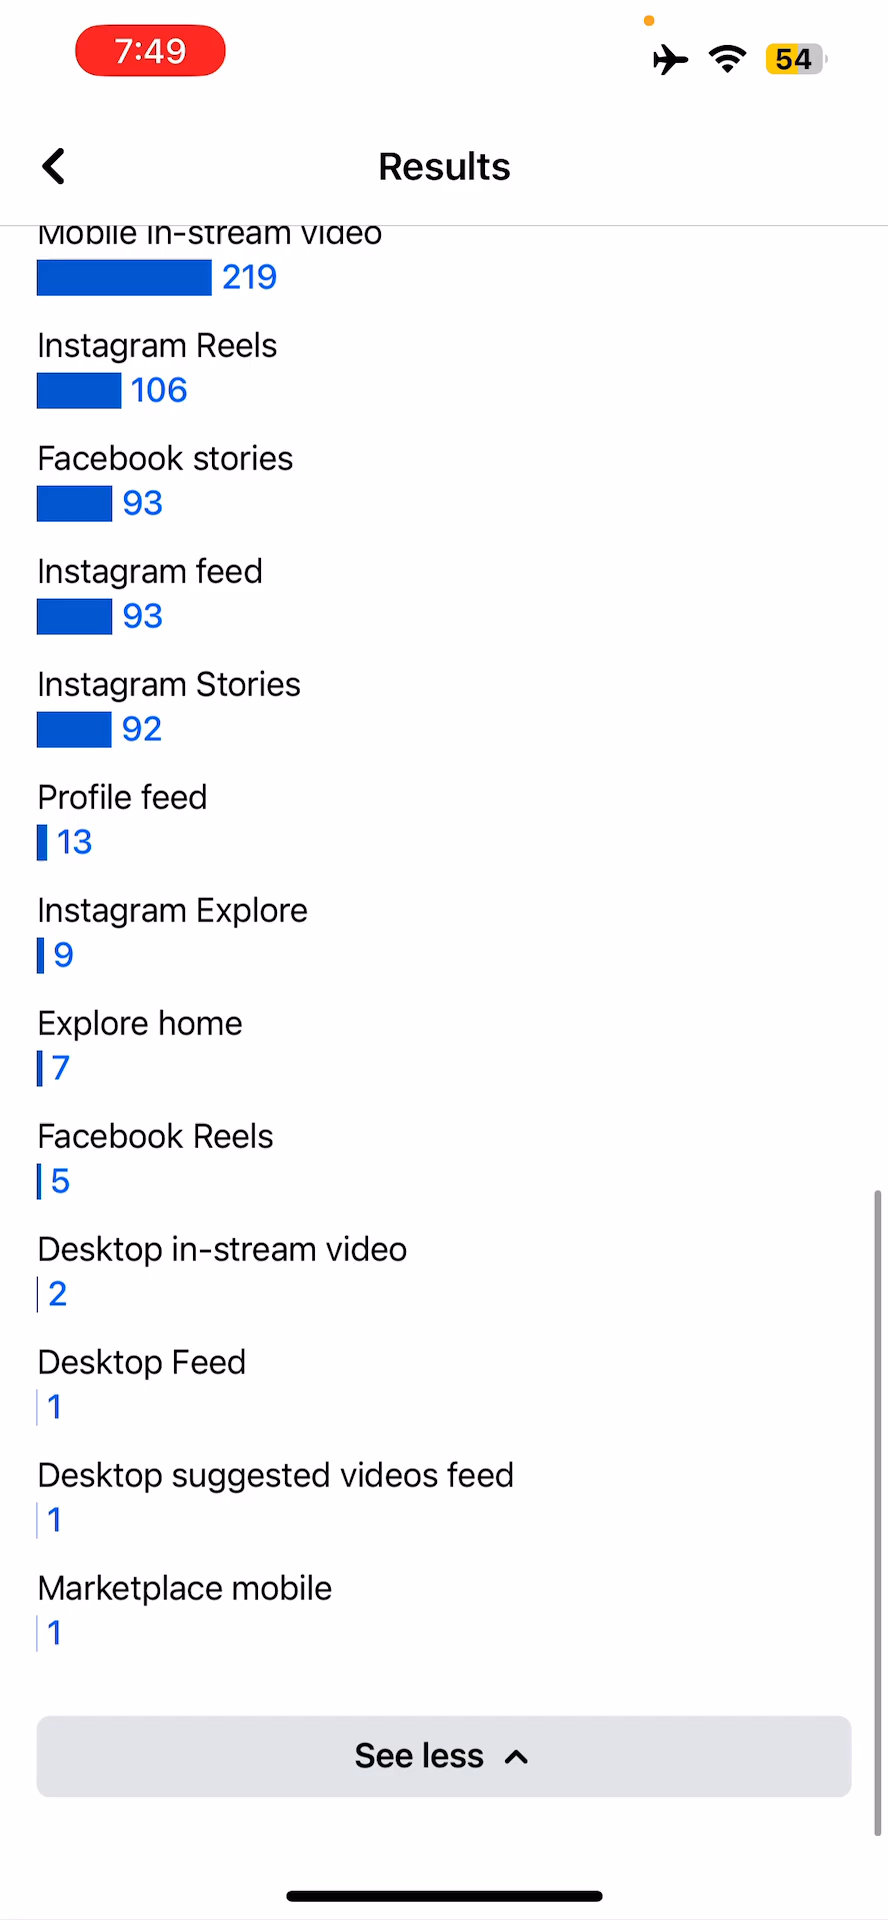 7:49
54
Results
Mobile in-stream video
219
Instagram Reels
106
Facebook stories
93
Instagram feed
93
Instagram Stories
92
Profile feed
13
Instagram Explore
9
Explore home
7
Facebook Reels
5
Desktop in-stream video
2
Desktop Feed
1
Desktop suggested videos feed
1
Marketplace mobile
1
See less